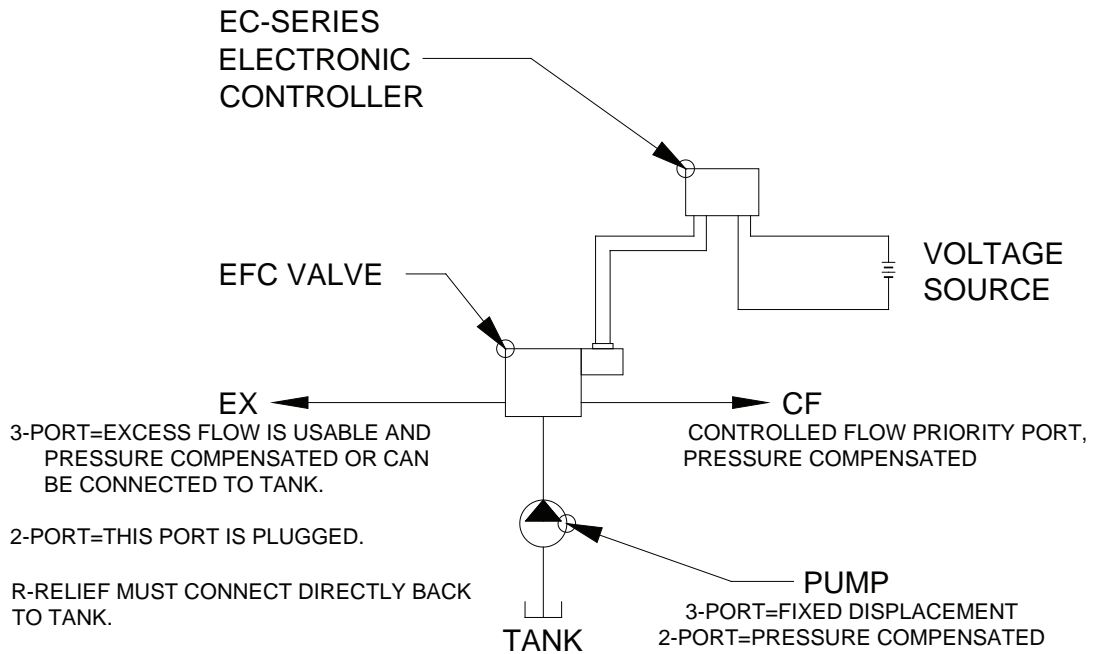 EC-SERIES
ELECTRONIC
CONTROLLER
VOLTAGE
SOURCE
EFC VALVE
EX
3-PORT=EXCESS FLOW IS USABLE AND
PRESSURE COMPENSATED OR CAN
BE CONNECTED TO TANK.
2-PORT=THIS PORT IS PLUGGED.
R-RELIEF MUST CONNECT DIRECTLY BACK
TO TANK.
CF
CONTROLLED FLOW PRIORITY PORT,
PRESSURE COMPENSATED
PUMP
3-PORT=FIXED DISPLACEMENT
2-PORT=PRESSURE COMPENSATED
TANK